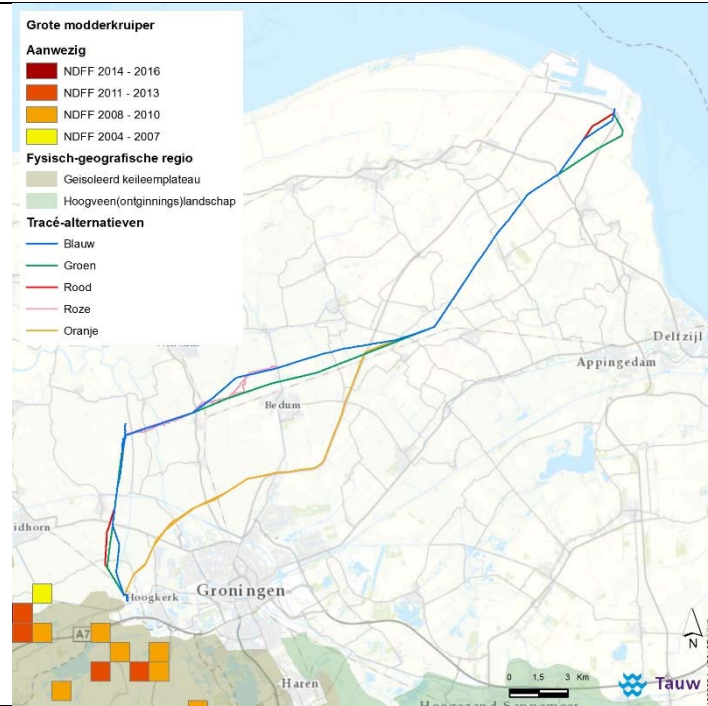 Grote modderkruiper
Aanwezig
NDFF 2014 - 2016
NDFF 2011 - 2013
NDFF 2008 - 2010
NDFF 2004 - 2007
Fysisch-geografische regio
Geisoleerd keileemplateau
Hoogveen(ontginnings)landschap
Tracé-alternatieven
Blauw
Groen
Rood
Roze
Oranje
Delfzijl
Appingedam
Bedum
idhorn
Hoogkerk
Groningen
A7
N
Haren
0 1,5 3 Km
Tauw